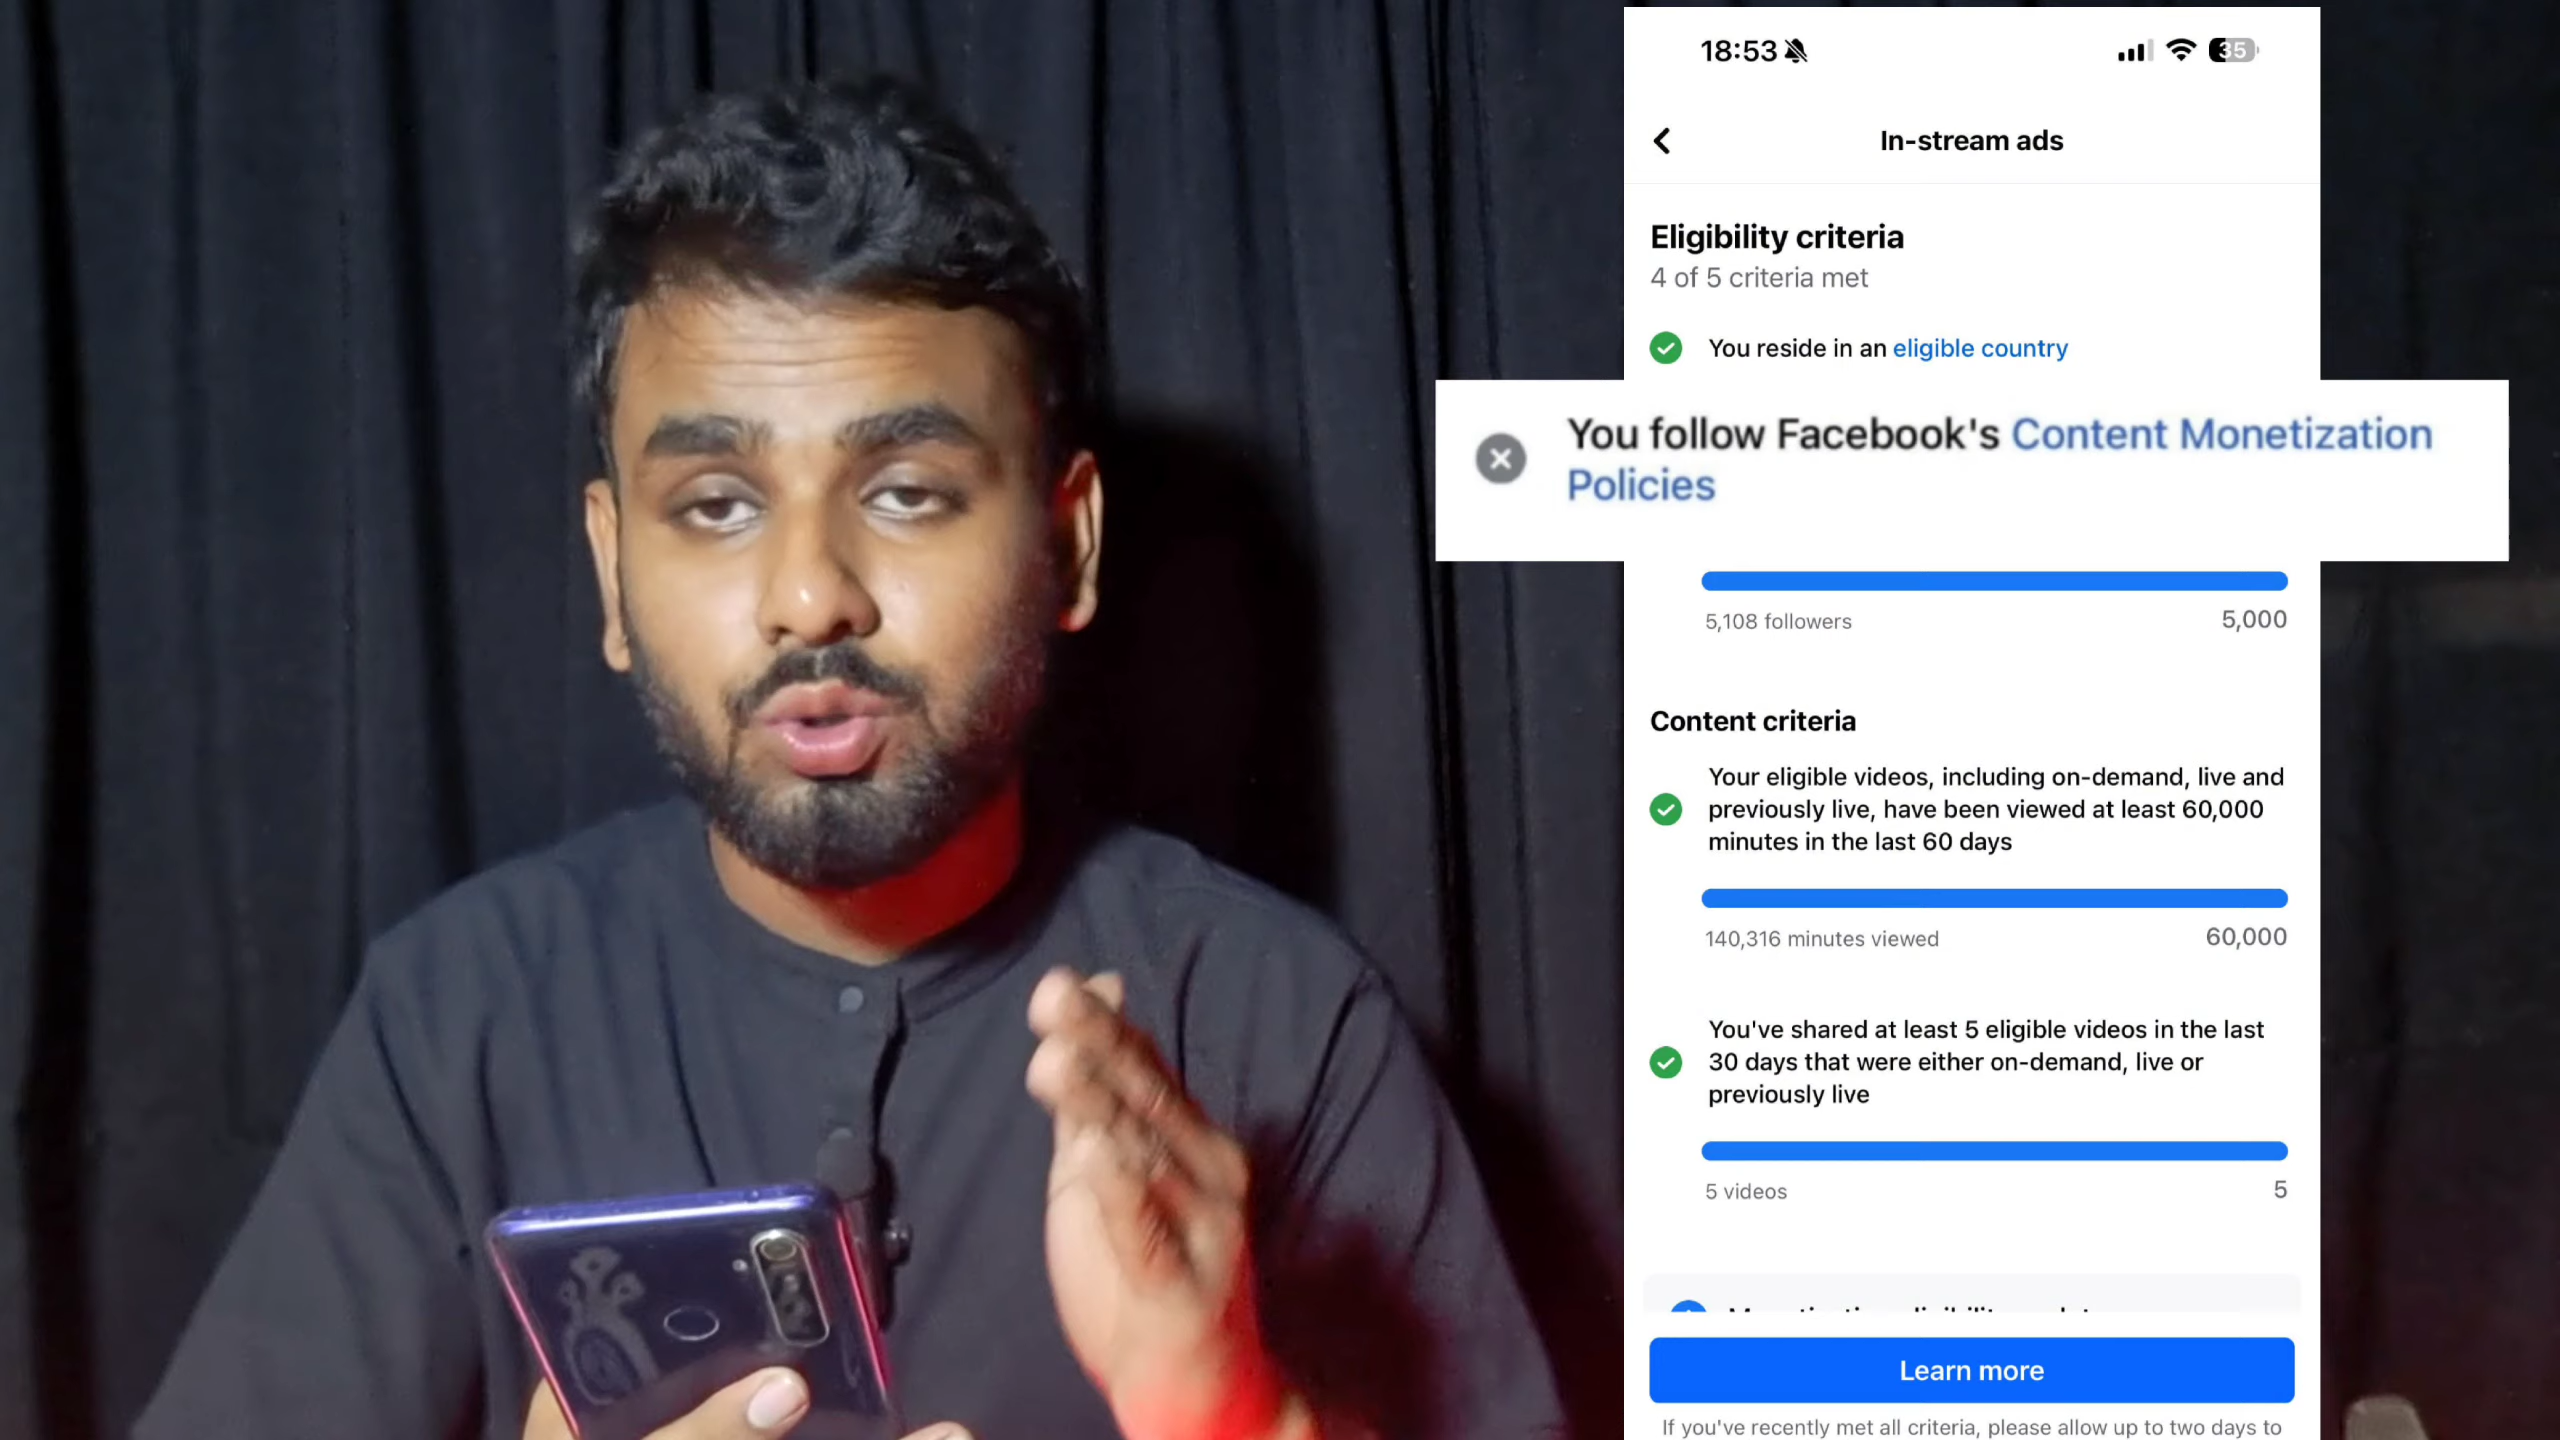 18:53
35
In-stream ads
Eligibility criteria
4 of 5 criteria met
You reside in an eligible country
You follow Facebook's Content Monetization
Policies
5,108 followers
5,000
Content criteria
Your eligible videos, including on-demand, live and
previously live, have been viewed at least 60,000
minutes in the last 60 days
140,316 minutes viewed
60,000
You've shared at least 5 eligible videos in the last
30 days that were either on-demand, live or
previously live
5 videos
5
Learn more
If you've recently met all criteria, please allow up to two days to